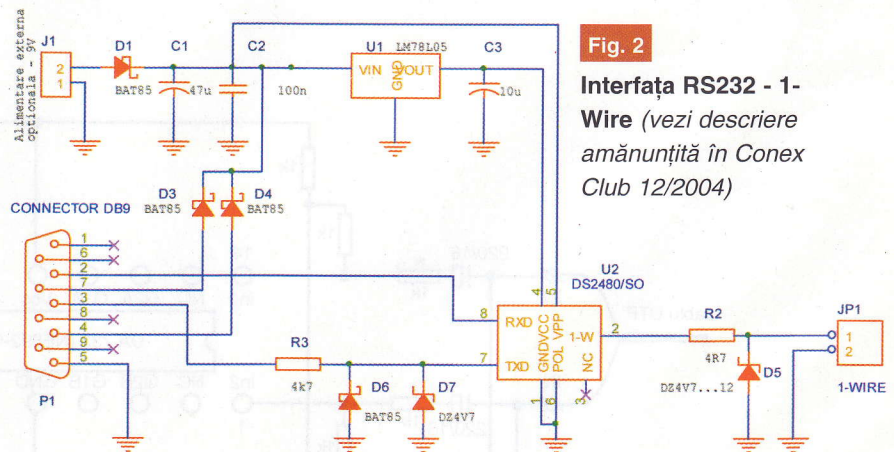 Fig. 2
Interfața RS232 - 1-
Wire (vezi descriere
amănunțită în Conex
Club 12/2004)
Alimentare externa
optionala - 9V
J1
2
1
D1
BAT85
C1
47u
C2
100n
U1
LM78L05
VIN
GND
VOUT
C3
10u
D3
BAT85
D4
BAT85
CONNECTOR DB9
1
6
2
7
3
8
4
9
5
P1
R3
4k7
D6
BAT85
D7
DZ4V7
U2
DS2480/SO
4
5
8
RXD
7
TXD
GND
VCC
POL
VPP
1-W
2
NC
1
6
3
R2
4R7
D5
DZ4V7...12
JP1
1
2
1-WIRE